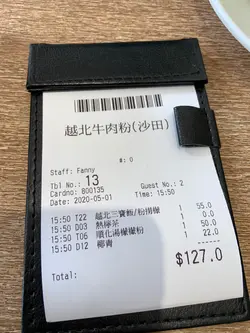 越北牛肉粉(沙田)
#: 0
Staff: Fanny
Tbl No.: 13 Guest No.: 2
Cardno: 800135 Time: 15:50
Date: 2020-05-01
15:50 T22 越北三寶飯/粉 1 55.0
15:50 D03 熱 1 0.0
15:50 T06 檬粉 1 50.0
15:50 D12 椰青 1 22.0
Total: $127.0